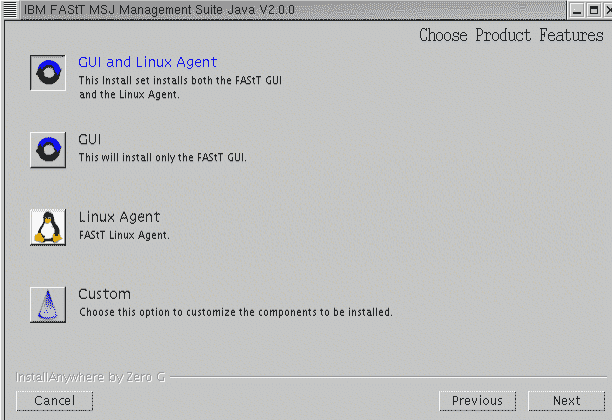 IBM FAStT MSJ Management Suite Java V2.0.0
Choose Product Features
GUI and Linux Agent
This Install set installs both the FAStT GUI
and the Linux Agent.
GUI
This will install only the FAStT GUI.
Linux Agent
FAStT Linux Agent.
Custom
Choose this option to customize the components to be installed.
InstallAnywhere by Zero G
Cancel
Previous
Next